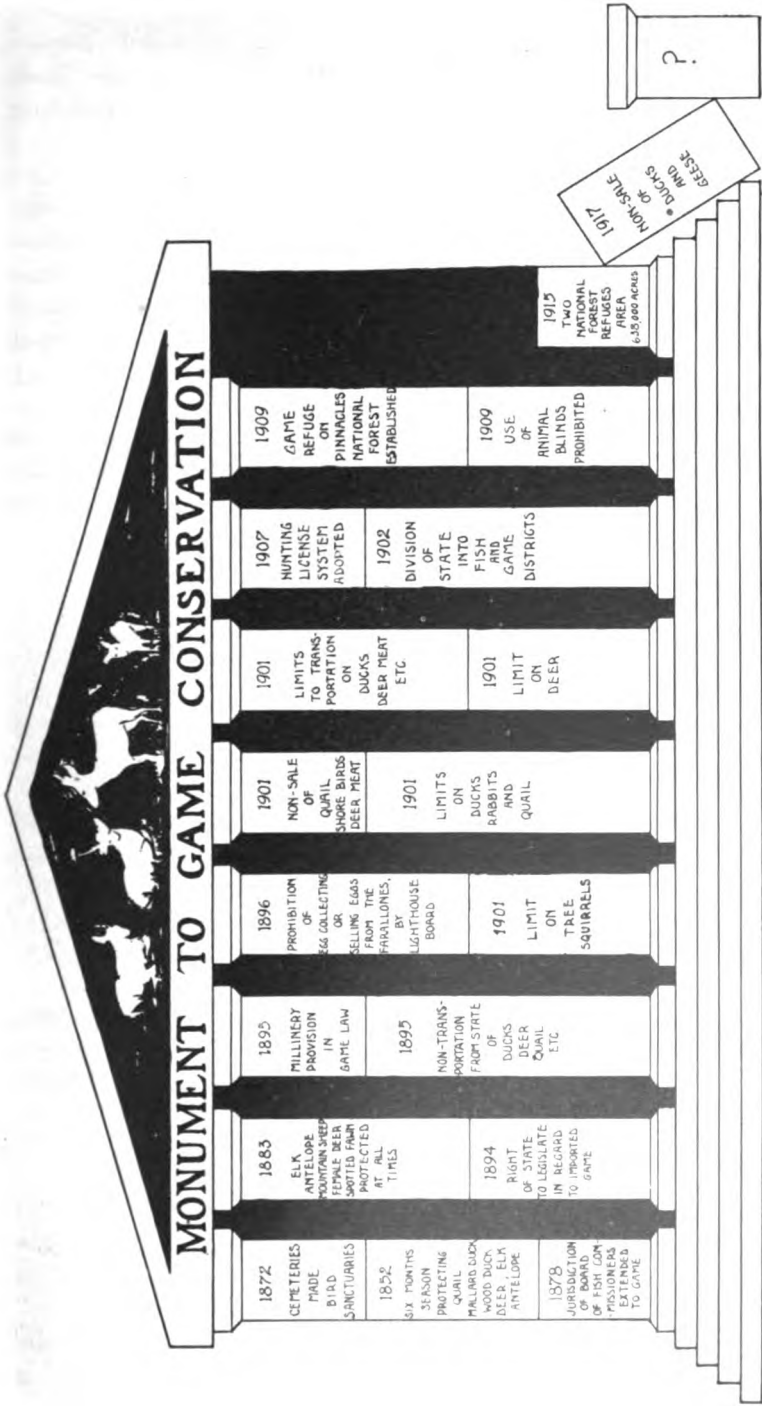 MONUMENT TO GAME CONSERVATION
1872
CEMETERIES
MADE
BIRD
SANCTUARIES
1852
SIX MONTHS
SEASON
PROTECTING
QUAIL
MALLARD DUCK
WOOD DUCK
DEER, ELK
ANTELOPE
1878
JURISDICTION
OF BOARD
OF FISH COM-
-MISSIONERS
EXTENDED
TO GAME
1883
ELK
ANTELOPE
MOUNTAIN SHEEP
FEMALE DEER
SPOTTED FAWN
PROTECTED
AT ALL
TIMES
1894
RIGHT
OF STATE
TO LEGISLATE
IN REGARD
TO IMPORTED
GAME
1895
MILLINERY
PROVISION
IN
GAME LAW
1895
NON-TRANS-
PORTATION
FROM STATE
OF
DUCKS
DEER
QUAIL
ETC
1896
PROHIBITION
OF
EGG COLLECTING
OR
SELLING EGGS
FROM THE
FARALLONES,
BY
LIGHTHOUSE
BOARD
1901
LIMIT
ON
TREE
SQUIRRELS
1901
NON-SALE
OF
QUAIL
SHORE BIRDS
DEER MEAT
1901
LIMITS
ON
DUCKS
RABBITS
AND
QUAIL
1901
LIMITS
TO TRANS-
PORTATION
ON
DUCKS
DEER MEAT
ETC
1901
LIMIT
ON
DEER
1907
HUNTING
LICENSE
SYSTEM
ADOPTED
1902
DIVISION
OF
STATE
INTO
FISH
AND
GAME
DISTRICTS
1909
GAME
REFUGE
ON
PINNACLES
NATIONAL
FOREST
ESTABLISHED
1909
USE
OF
ANIMAL
BLINDS
PROHIBITED
1915
TWO
NATIONAL
FOREST
REFUGES
AREA
638,000 ACRES
1917
NON-SALE
OF
DUCKS
AND
GEESE
?